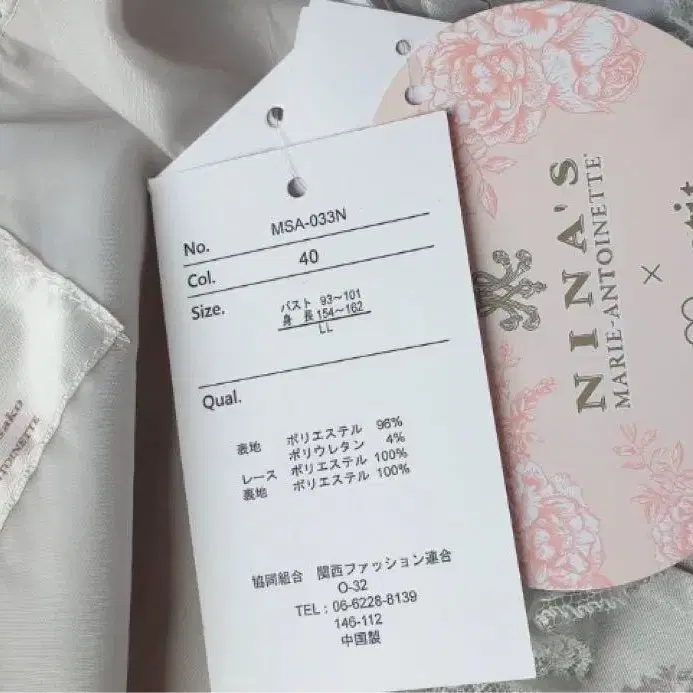 No. MSA-033N
Col. 40
Size. バスト 93～101
身長 154～162
LL
Qual.
表地 ポリエステル 96%
ポリウレタン 4%
レース ポリエステル 100%
裏地 ポリエステル 100%
協同組合 関西ファッション連合
O-32
TEL : 06-6228-8139
146-112
中国製
NINA'S
MARIE-ANTOINETTE
×